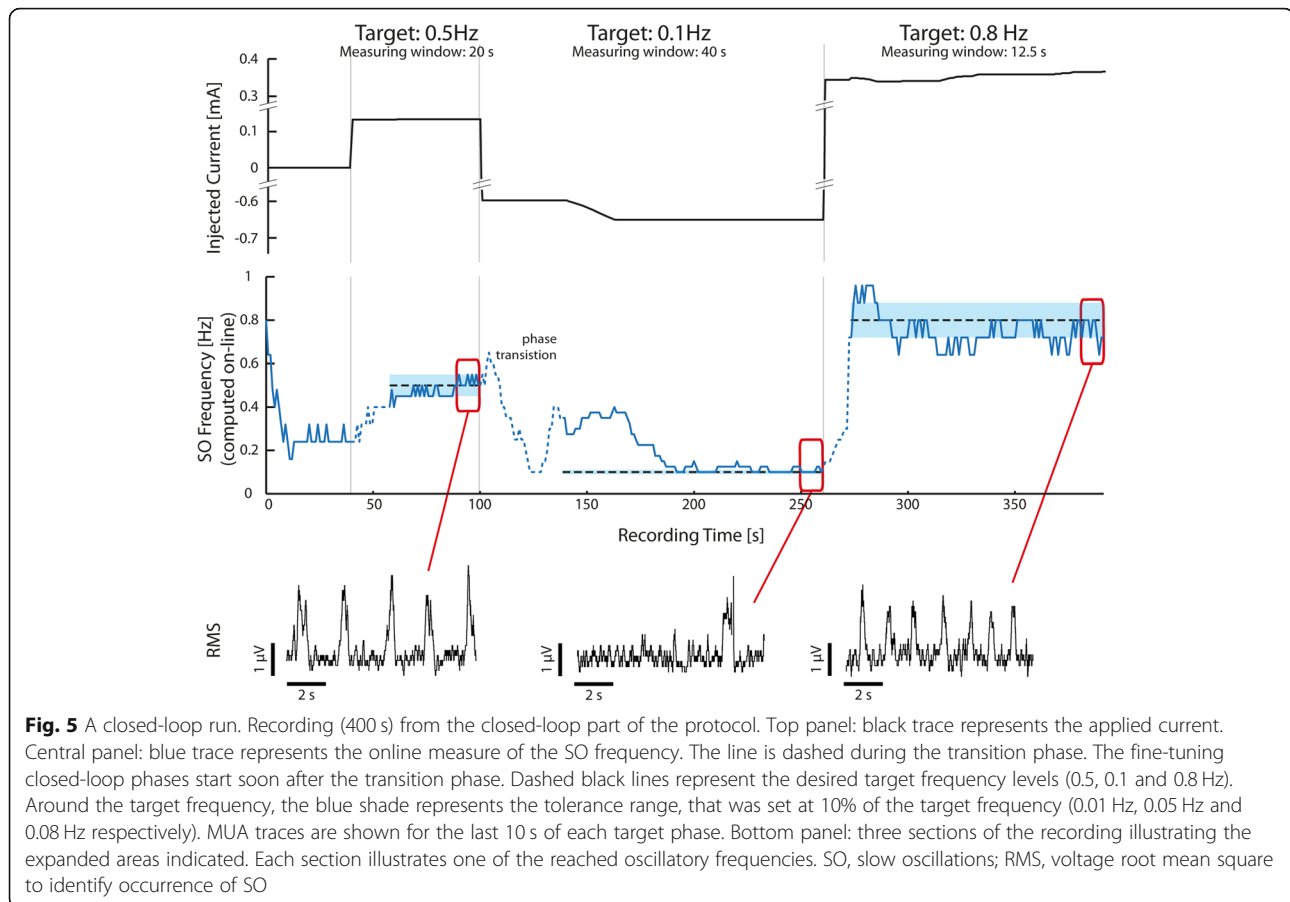 Target: 0.5Hz
Measuring window: 20 s
Target: 0.1Hz
Measuring window: 40 s
Target: 0.8 Hz
Measuring window: 12.5 s
Injected Current [mA]
0.4
0.3
0.1
0
-0.6
-0.7
SO Frequency [Hz]
(computed on-line)
1
0.8
0.6
0.4
0.2
0
phase
transistion
0
50
100
150
200
250
300
350
Recording Time [s]
RMS
1 µV
2 s
1 µV
2 s
1 µV
2 s
Fig. 5 A closed-loop run. Recording (400 s) from the closed-loop part of the protocol. Top panel: black trace represents the applied current.
Central panel: blue trace represents the online measure of the SO frequency. The line is dashed during the transition phase. The fine-tuning
closed-loop phases start soon after the transition phase. Dashed black lines represent the desired target frequency levels (0.5, 0.1 and 0.8 Hz).
Around the target frequency, the blue shade represents the tolerance range, that was set at 10% of the target frequency (0.01 Hz, 0.05 Hz and
0.08 Hz respectively). MUA traces are shown for the last 10 s of each target phase. Bottom panel: three sections of the recording illustrating the
expanded areas indicated. Each section illustrates one of the reached oscillatory frequencies. SO, slow oscillations; RMS, voltage root mean square
to identify occurrence of SO